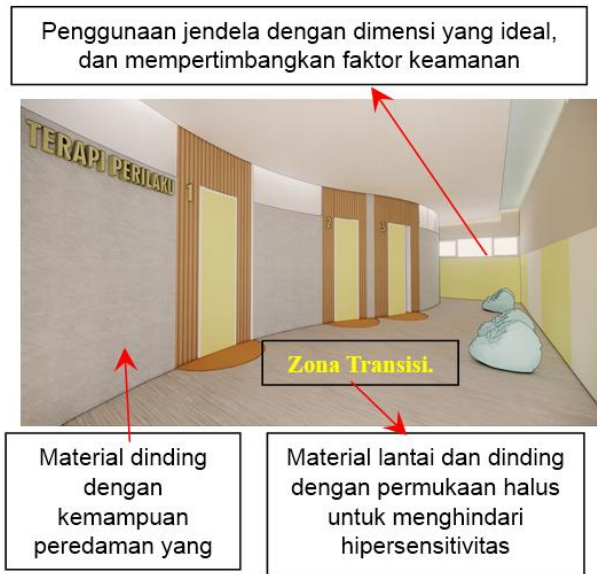 Penggunaan jendela dengan dimensi yang ideal,
dan mempertimbangkan faktor keamanan
TERAPI PERILAKU
1
2
3
Zona Transisi.
Material dinding
dengan
kemampuan
peredaman yang
Material lantai dan dinding
dengan permukaan halus
untuk menghindari
hipersensitivitas